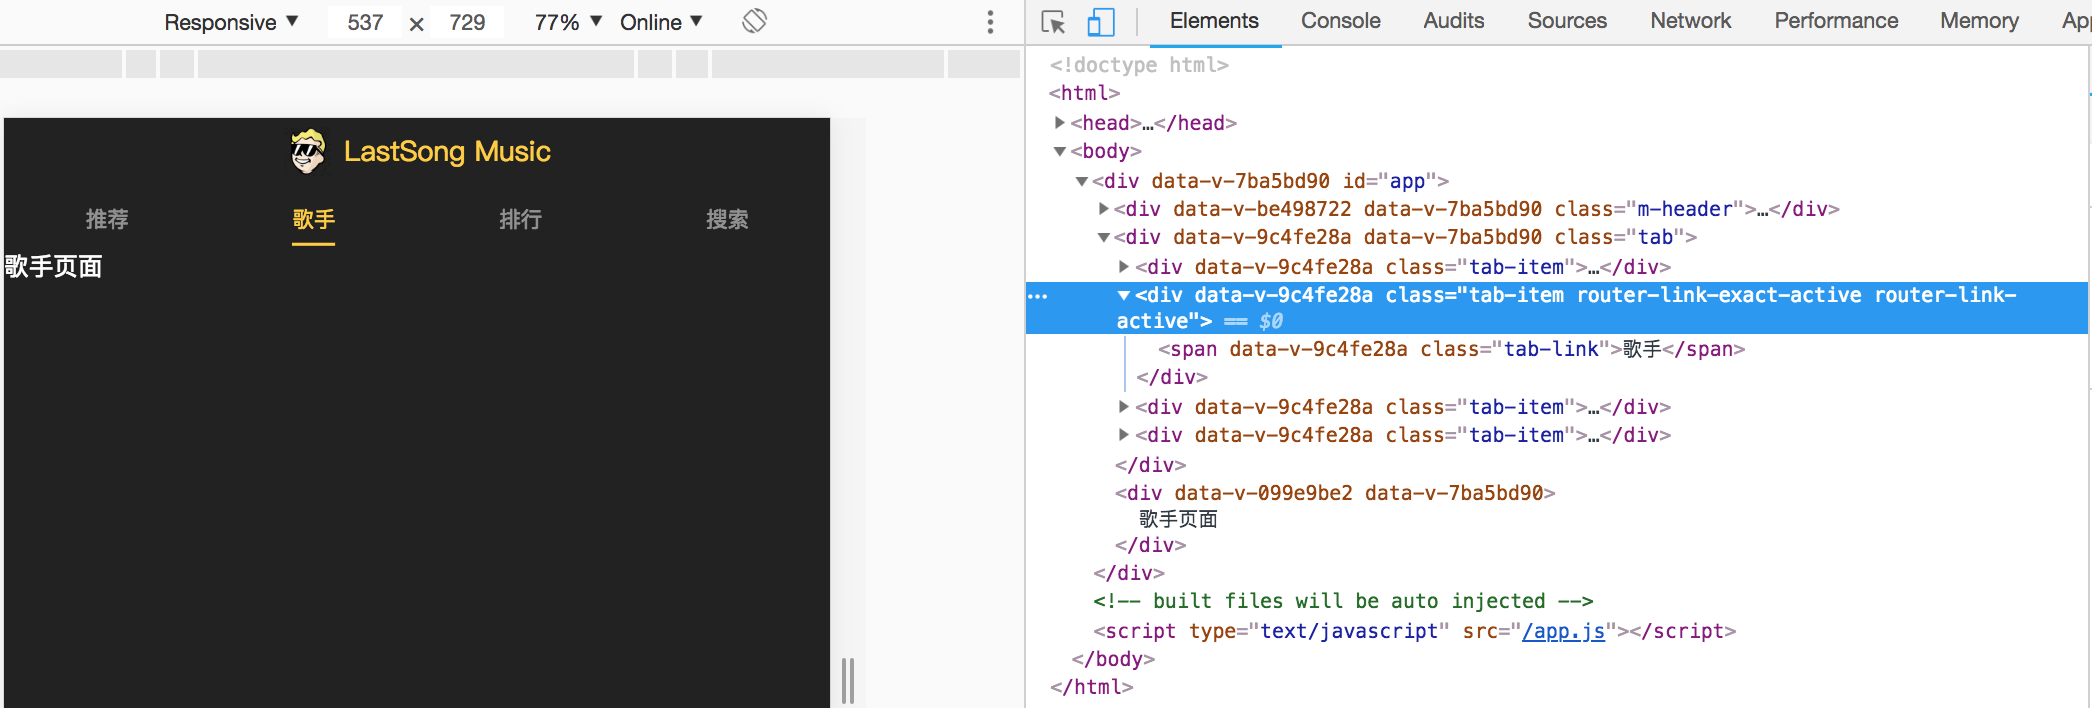 Responsive ▼ 537 × 729 77% ▼ Online ▼
Elements Console Audits Sources Network Performance Memory
LastSong Music
推荐 歌手 排行 搜索
歌手页面
<!doctype html>
<html>
▶<head>…</head>
▼<body>
▼<div data-v-7ba5bd90 id="app">
▶<div data-v-be498722 data-v-7ba5bd90 class="m-header">…</div>
▼<div data-v-9c4fe28a data-v-7ba5bd90 class="tab">
▶<div data-v-9c4fe28a class="tab-item">…</div>
▼<div data-v-9c4fe28a class="tab-item router-link-exact-active router-link-
active"> == $0
<span data-v-9c4fe28a class="tab-link">歌手</span>
</div>
▶<div data-v-9c4fe28a class="tab-item">…</div>
▶<div data-v-9c4fe28a class="tab-item">…</div>
</div>
<div data-v-099e9be2 data-v-7ba5bd90>
歌手页面
</div>
</div>
<!-- built files will be auto injected -->
<script type="text/javascript" src="/app.js"></script>
</body>
</html>